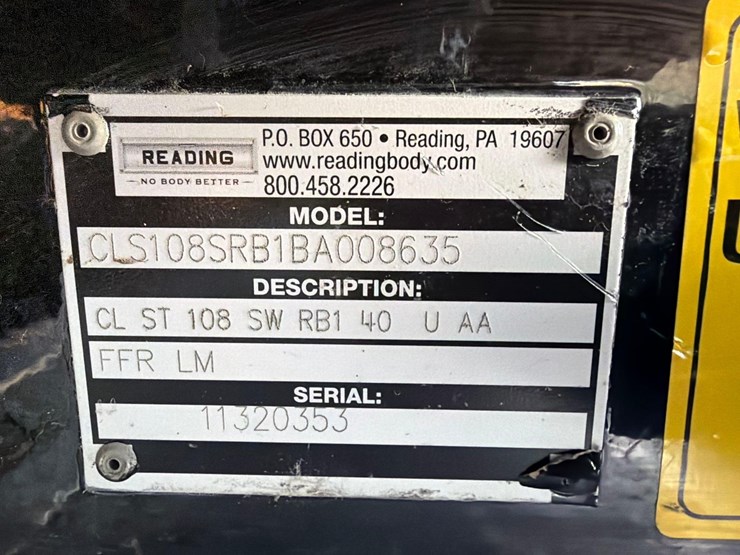 READING
NO BODY BETTER
P.O. BOX 650 • Reading, PA 19607
www.readingbody.com
800.458.2226
MODEL:
CLS108SRB1BA008635
DESCRIPTION:
CL ST 108 SW RB1 40 U AA
FFR LM
SERIAL:
11320353